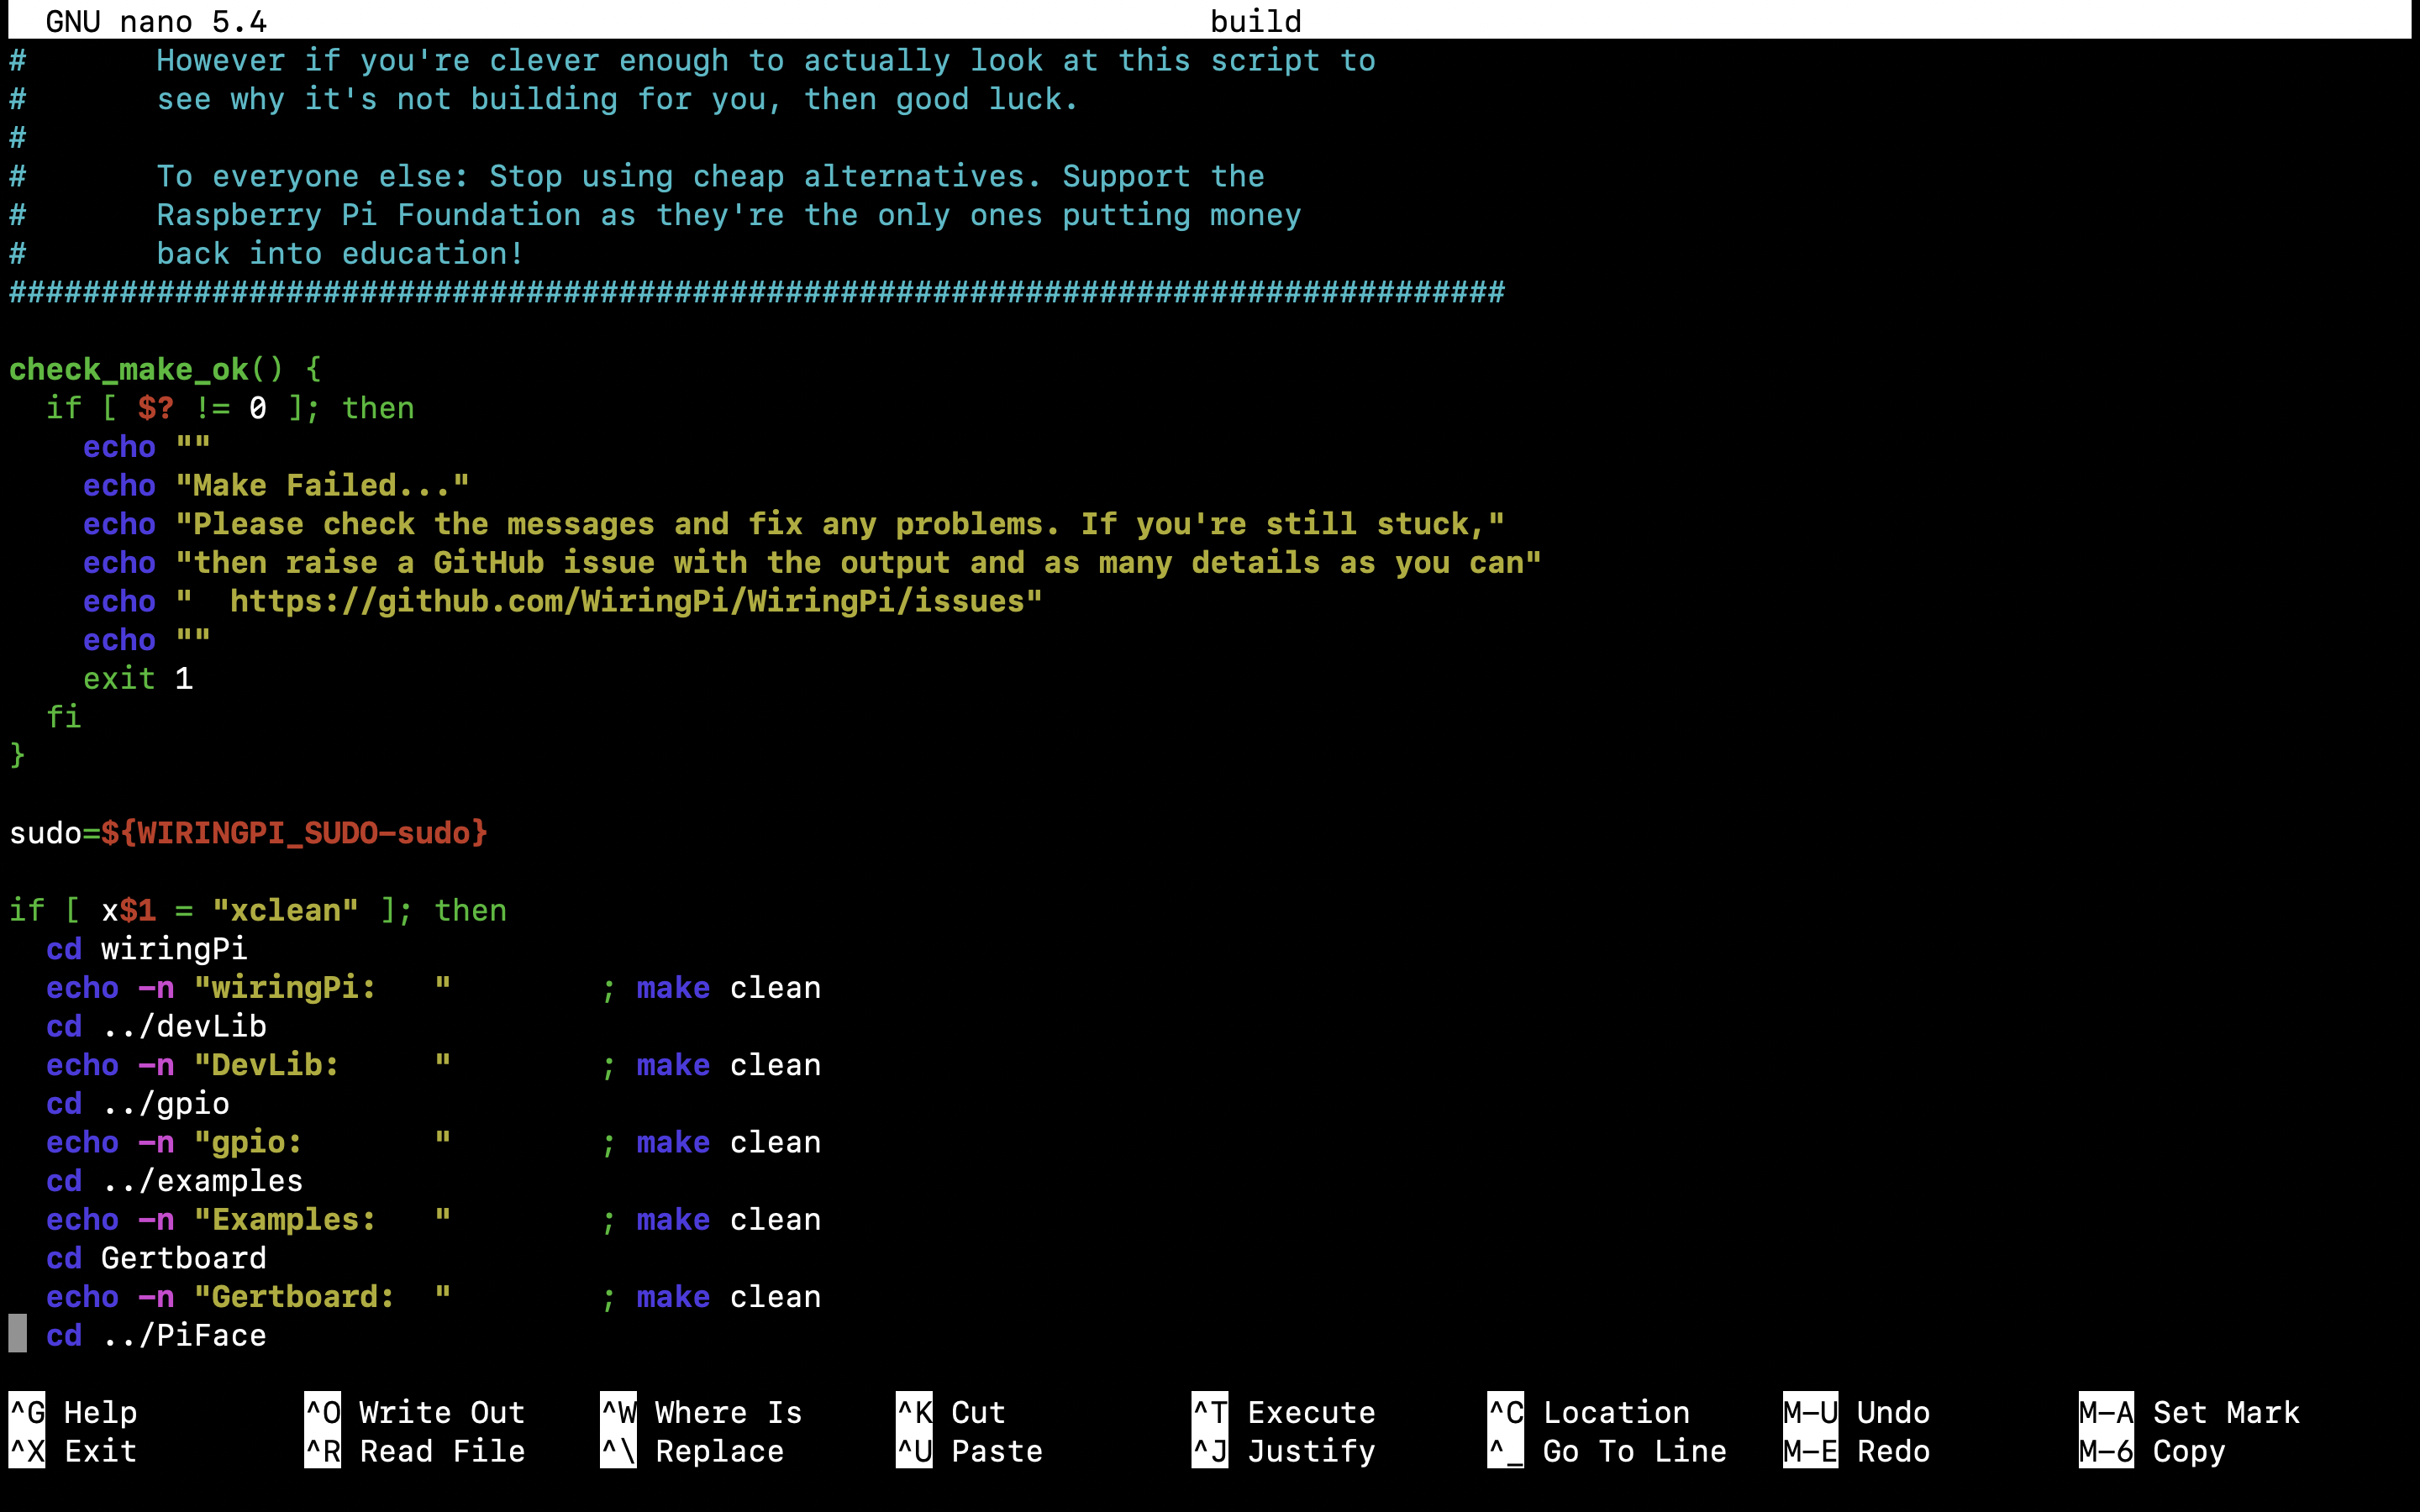 GNU nano 5.4                                                   build
#       However if you're clever enough to actually look at this script to
#       see why it's not building for you, then good luck.
#
#       To everyone else: Stop using cheap alternatives. Support the
#       Raspberry Pi Foundation as they're the only ones putting money
#       back into education!
#################################################################################

check_make_ok() {
  if [ $? != 0 ]; then
    echo ""
    echo "Make Failed..."
    echo "Please check the messages and fix any problems. If you're still stuck,"
    echo "then raise a GitHub issue with the output and as many details as you can"
    echo "  https://github.com/WiringPi/WiringPi/issues"
    echo ""
    exit 1
  fi
}

sudo=${WIRINGPI_SUDO-sudo}

if [ x$1 = "xclean" ]; then
  cd wiringPi
  echo -n "wiringPi:   "        ; make clean
  cd ../devLib
  echo -n "DevLib:     "        ; make clean
  cd ../gpio
  echo -n "gpio:       "        ; make clean
  cd ../examples
  echo -n "Examples:   "        ; make clean
  cd Gertboard
  echo -n "Gertboard:  "        ; make clean
  cd ../PiFace

^G Help         ^O Write Out    ^W Where Is     ^K Cut          ^T Execute      ^C Location     M-U Undo        M-A Set Mark
^X Exit         ^R Read File    ^\ Replace      ^U Paste        ^J Justify      ^_ Go To Line   M-E Redo        M-6 Copy